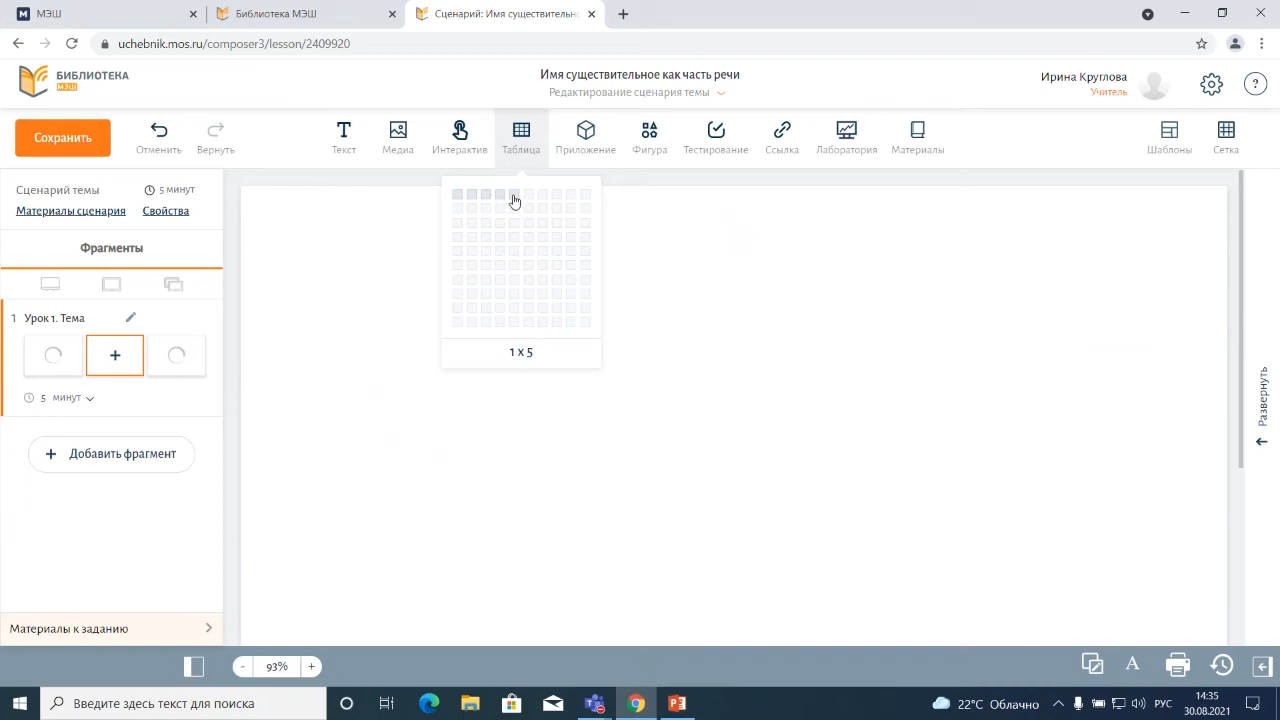 МЭШ
Библиотека МЭШ
Сценарий: Имя существительно
uchebnik.mos.ru/composer3/lesson/2409920
БИБЛИОТЕКА
МЭШ
Имя существительное как часть речи
Редактирование сценария темы
Ирина Круглова
Учитель
Сохранить
Отменить
Вернуть
Текст
Медиа
Интерактив
Таблица
Приложение
Фигура
Тестирование
Ссылка
Лаборатория
Материалы
Шаблоны
Сетка
Сценарий темы
5 минут
Материалы сценария
Свойства
Фрагменты
1 Урок 1. Тема
5 минут
Добавить фрагмент
Материалы к заданию
1 X 5
Развернуть
- 93% +
A
Введите здесь текст для поиска
22°C Облачно
РУС
14:35
30.08.2021